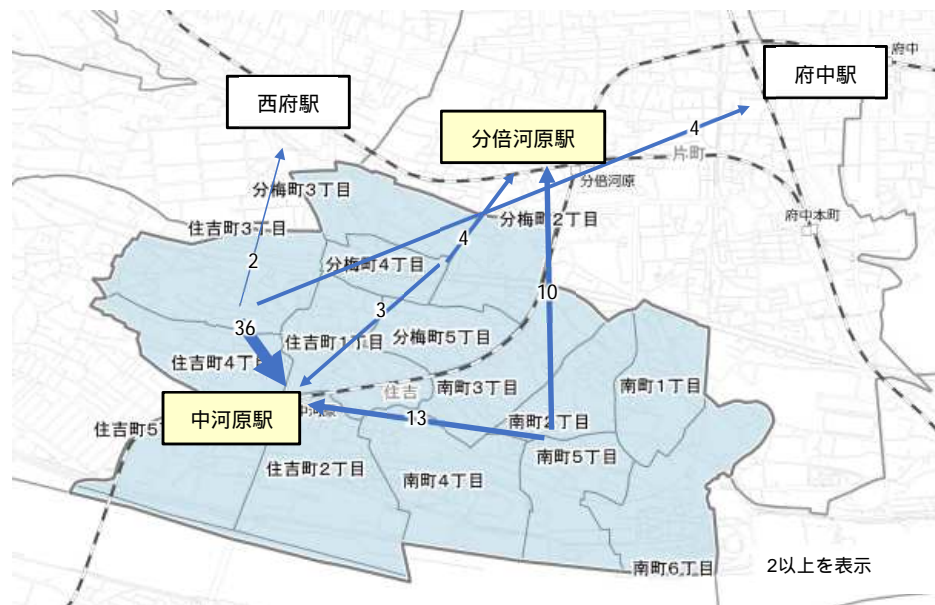 府中
府中駅
西府駅
分倍河原駅
4
片町
分倍河原
分梅町3丁目
分梅町2丁目
府中本町
住吉町3丁目
4
2
分梅町4丁目
10
3
36
分梅町5丁目
住吉町1丁目
住吉町4丁目
南町3丁目
南町1丁目
住吉
中河原駅
13
南町2丁目
住吉町5
南町5丁目
住吉町2丁目
南町4丁目
南町6丁目
2以上を表示